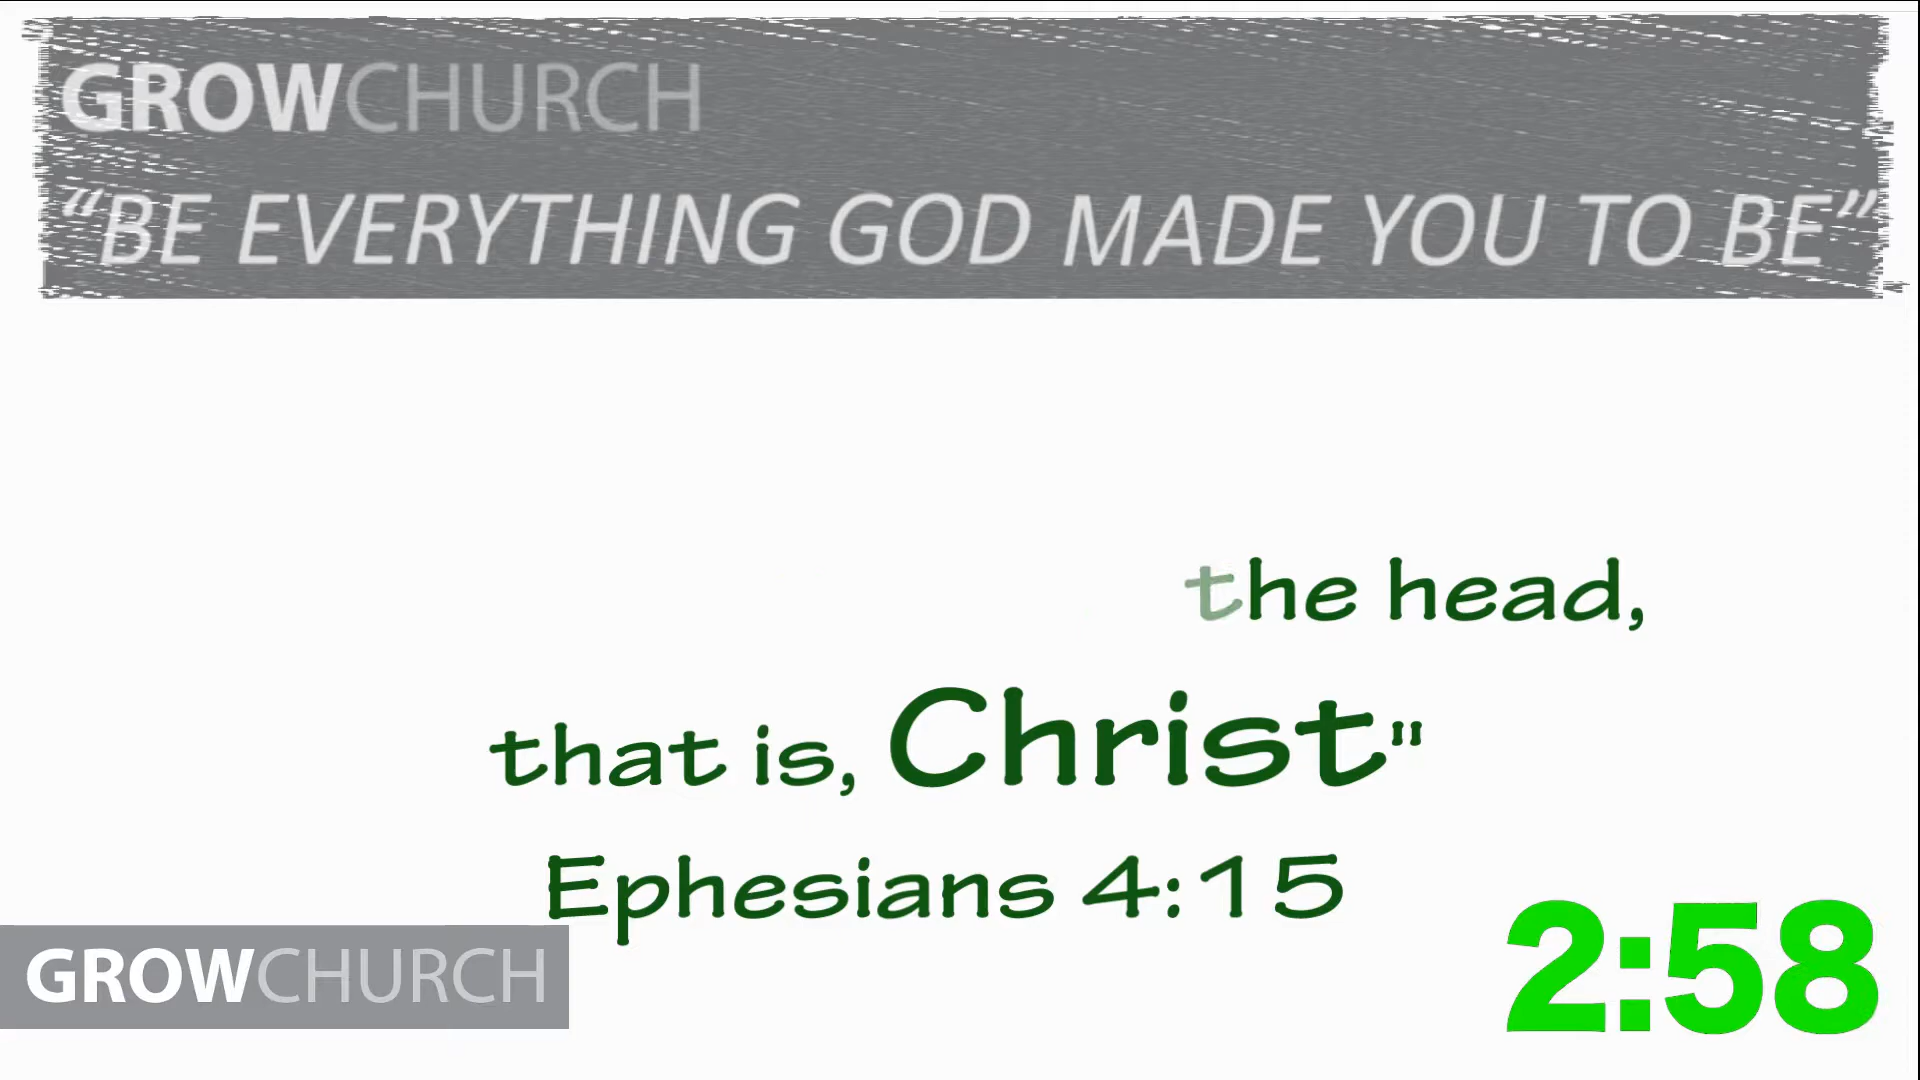 GROWCHURCH
“BE EVERYTHING GOD MADE YOU TO BE”
the head,
that is, Christ"
Ephesians 4:15
GROWCHURCH
2:58